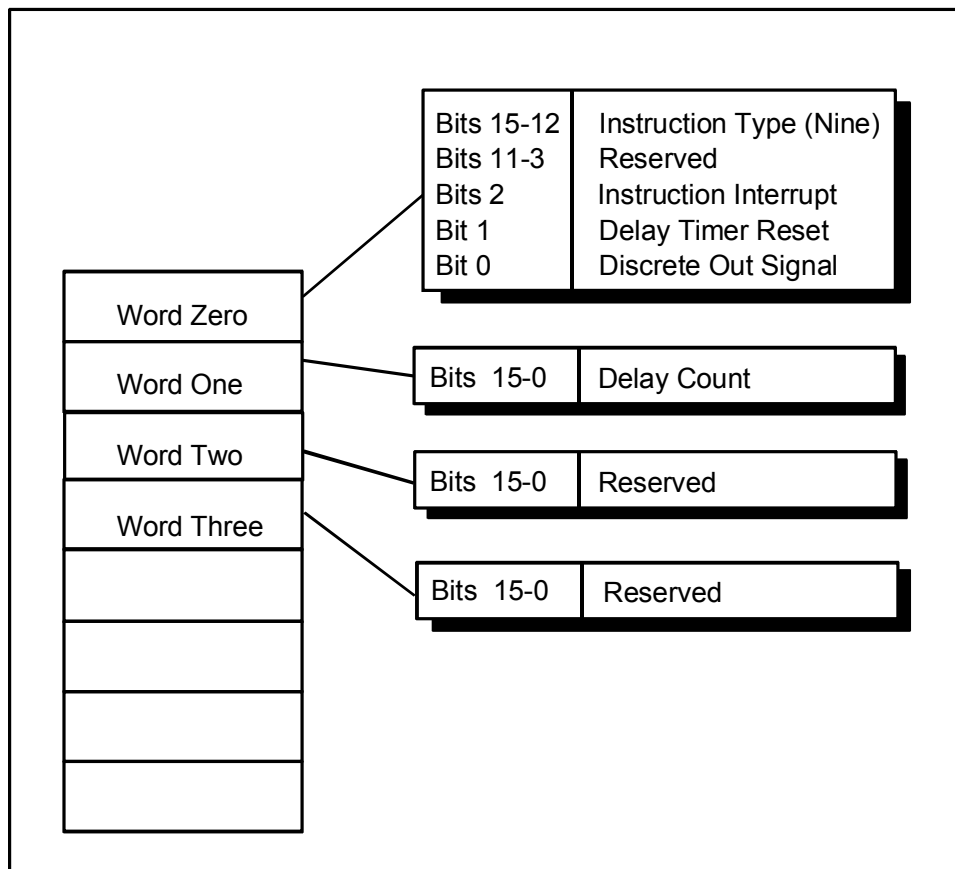 Bits 15-12 Instruction Type (Nine)
Bits 11-3 Reserved
Bits 2 Instruction Interrupt
Bit 1 Delay Timer Reset
Bit 0 Discrete Out Signal
Word Zero
Word One
Bits 15-0 Delay Count
Word Two
Bits 15-0 Reserved
Word Three
Bits 15-0 Reserved